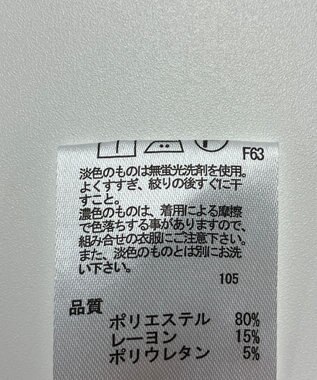 F63
淡色のものは無蛍光洗剤を使用。
よくすすぎ、絞りの後すぐに干
すこと。
濃色のものは、着用による摩擦
で色落ちする事がありますので、
組み合せの衣服にご注意下さい。
また、淡色のものとは別にお洗
い下さい。
105
品質
ポリエステル 80%
レーヨン 15%
ポリウレタン 5%